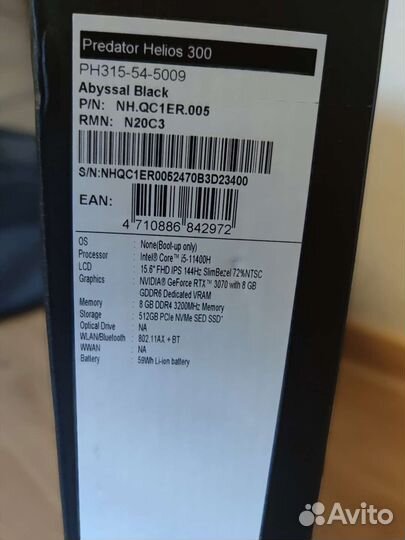 Predator Helios 300
PH315-54-5009
Abyssal Black
P/N: NH.QC1ER.005
RMN: N20C3
S/N:NHQC1ER0052470B3D23400
EAN:
4 710886 842972
OS : None(Boot-up only)
Processor : Intel® Core™ i5-11400H
LCD : 15.6" FHD IPS 144Hz SlimBezel 72%NTSC
Graphics : NVIDIA® GeForce RTX™ 3070 with 8 GB
GDDR6 Dedicated VRAM
Memory : 8 GB DDR4 3200MHz Memory
Storage : 512GB PCIe NVMe SED SSD*
Optical Drive : NA
WLAN/Bluetooth : 802.11AX + BT
WWAN : NA
Battery : 59Wh Li-ion battery
Avito